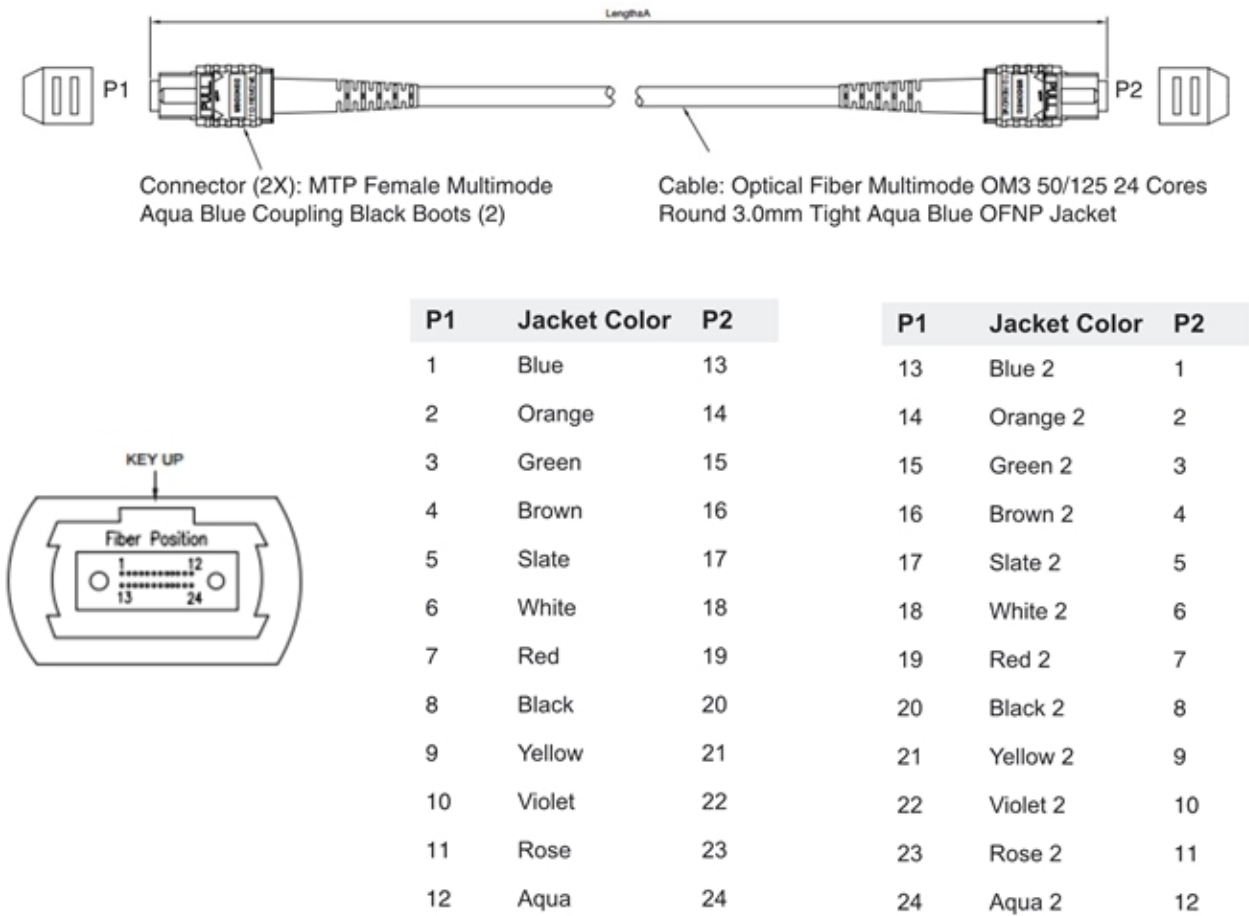 Length±A
P1
PULL
PULL
P2
Connector (2X): MTP Female Multimode
Aqua Blue Coupling Black Boots (2)
Cable: Optical Fiber Multimode OM3 50/125 24 Cores
Round 3.0mm Tight Aqua Blue OFNP Jacket
KEY UP
Fiber Position
1 12
13 24
P1 Jacket Color P2
1 Blue 13
2 Orange 14
3 Green 15
4 Brown 16
5 Slate 17
6 White 18
7 Red 19
8 Black 20
9 Yellow 21
10 Violet 22
11 Rose 23
12 Aqua 24
P1 Jacket Color P2
13 Blue 2 1
14 Orange 2 2
15 Green 2 3
16 Brown 2 4
17 Slate 2 5
18 White 2 6
19 Red 2 7
20 Black 2 8
21 Yellow 2 9
22 Violet 2 10
23 Rose 2 11
24 Aqua 2 12